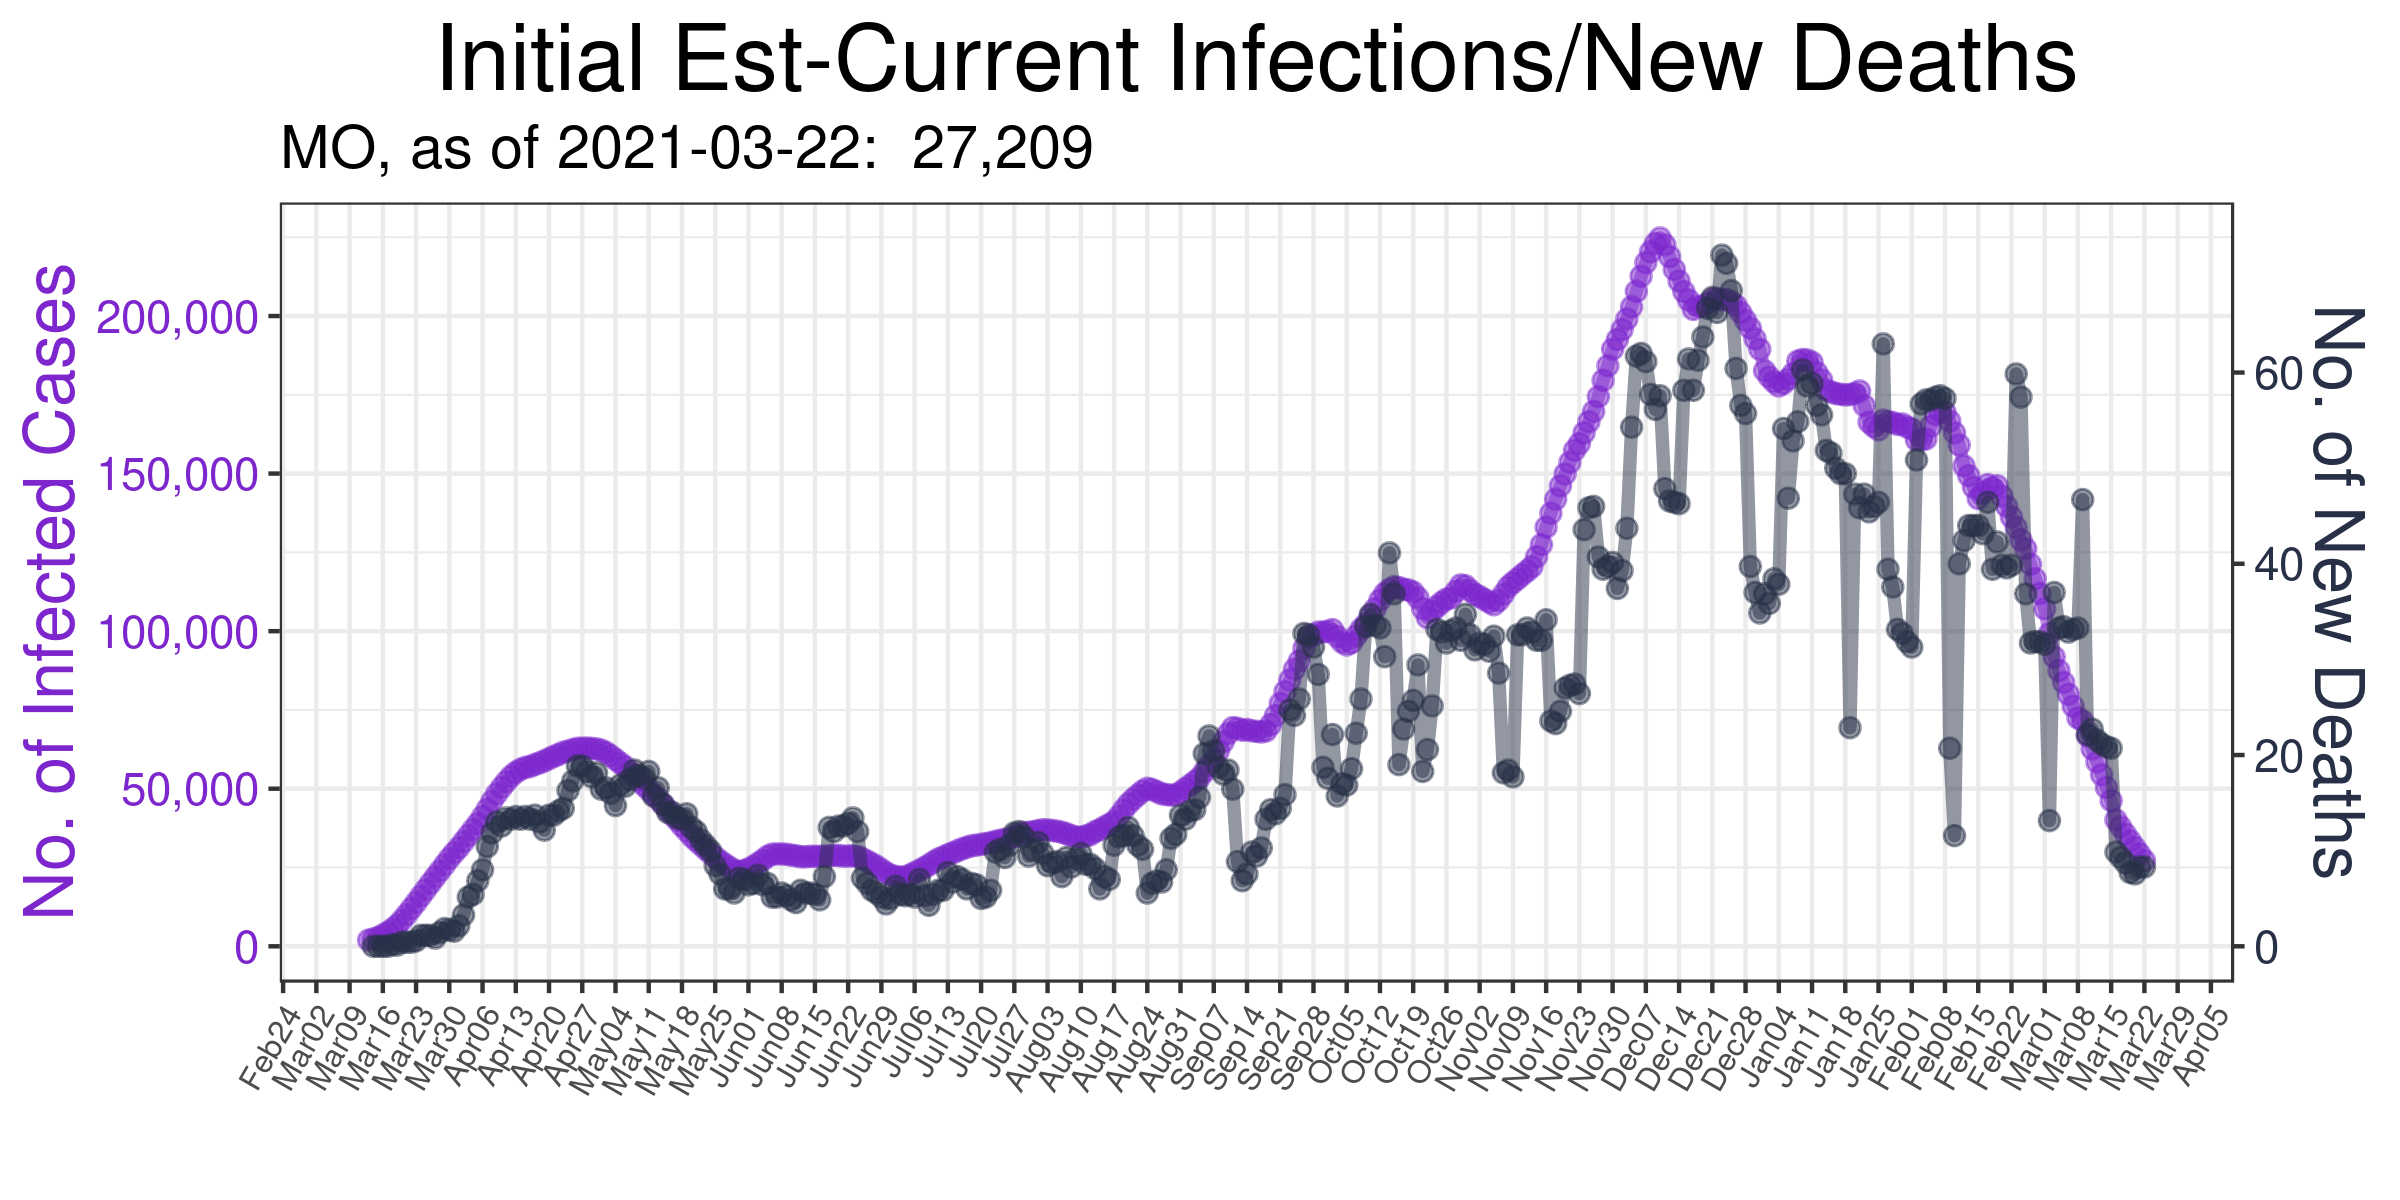 Initial Est-Current Infections/New Deaths
MO, as of 2021-03-22:  27,209
No. of Infected Cases
200,000
150,000
100,000
50,000
0
No. of New Deaths
60
40
20
0
Feb24
Mar02
Mar09
Mar16
Mar23
Mar30
Apr06
Apr13
Apr20
Apr27
May04
May11
May18
May25
Jun01
Jun08
Jun15
Jun22
Jun29
Jul06
Jul13
Jul20
Jul27
Aug03
Aug10
Aug17
Aug24
Aug31
Sep07
Sep14
Sep21
Sep28
Oct05
Oct12
Oct19
Oct26
Nov02
Nov09
Nov16
Nov23
Nov30
Dec07
Dec14
Dec21
Dec28
Jan04
Jan11
Jan18
Jan25
Feb01
Feb08
Feb15
Feb22
Mar01
Mar08
Mar15
Mar22
Mar29
Apr05